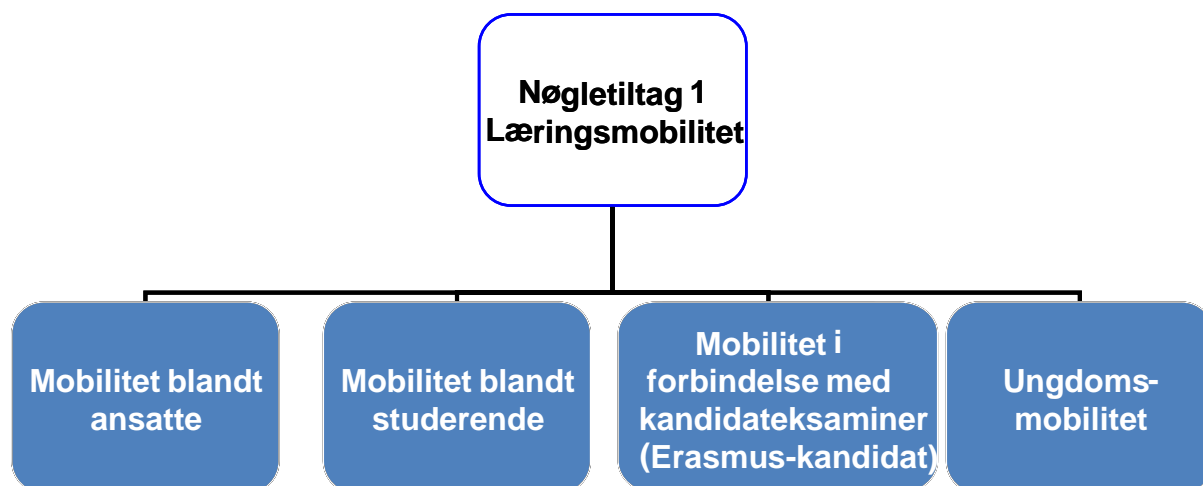 Nøgletiltag 1
Læringsmobilitet
Mobilitet blandt
ansatte
Mobilitet blandt
studerende
Mobilitet i
forbindelse med
kandidateksaminer
(Erasmus-kandidat)
Ungdoms-
mobilitet